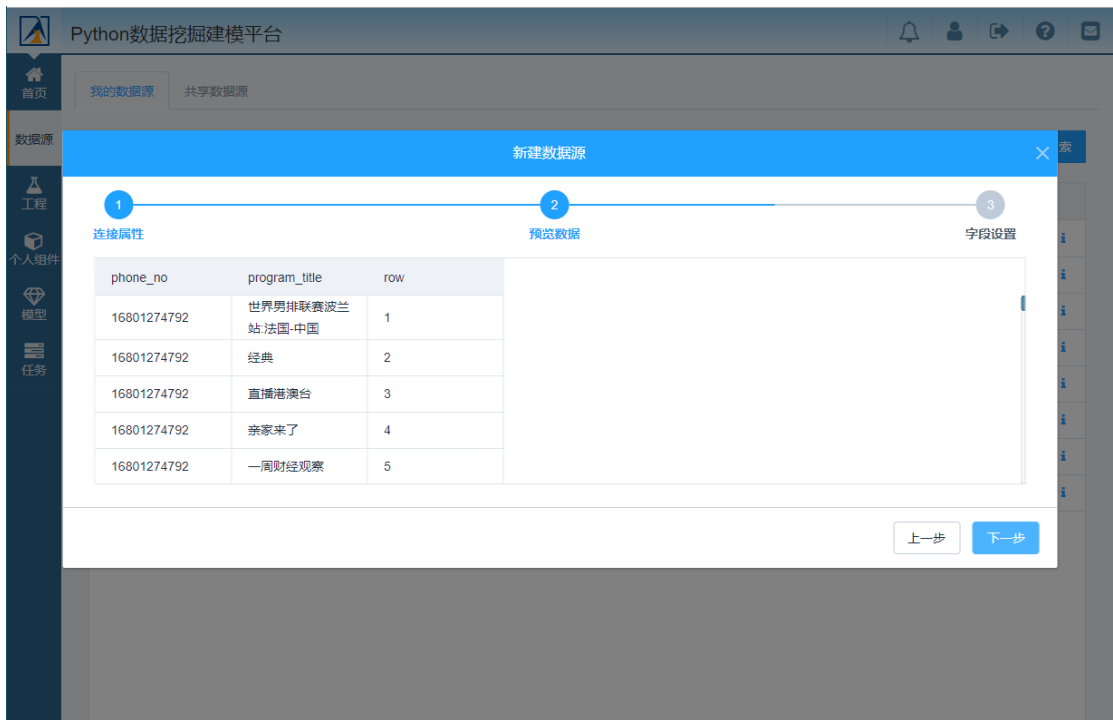 Python数据挖掘建模平台
首页
数据源
工程
个人组件
模型
任务
我的数据源 共享数据源
索
新建数据源
1 2 3
连接属性 预览数据 字段设置
phone_no program_title row
16801274792 世界男排联赛波兰 1
站:法国-中国
16801274792 经典 2
16801274792 直播港澳台 3
16801274792 亲家来了 4
16801274792 一周财经观察 5
上一步 下一步